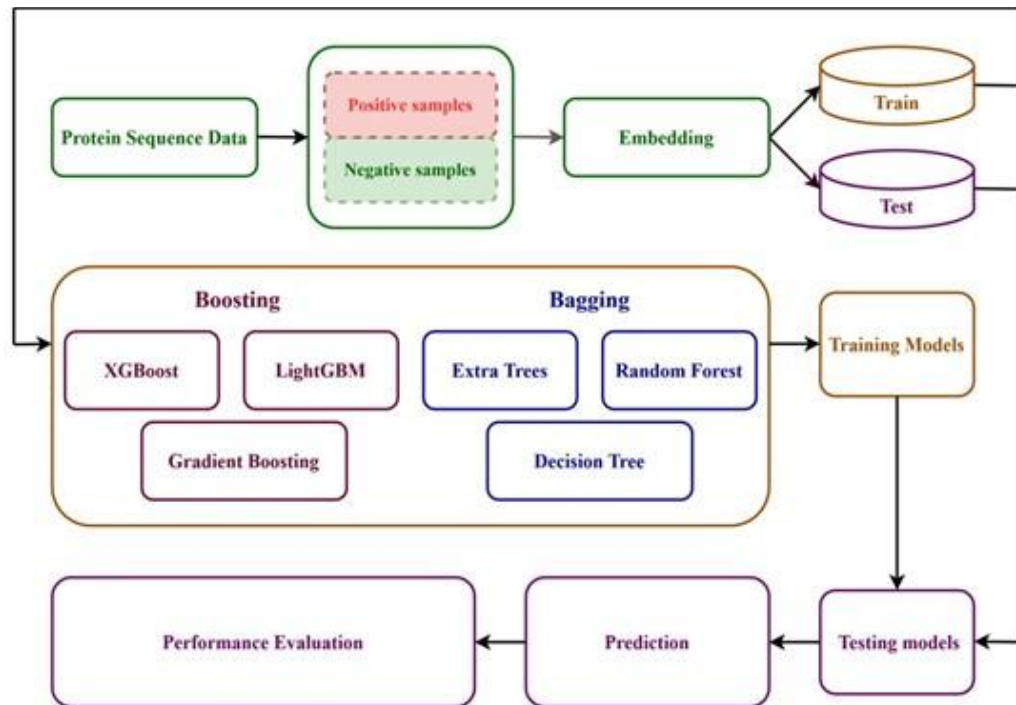 Protein Sequence Data
Positive samples
Negative samples
Embedding
Train
Test
Boosting
Bagging
XGBoost
LightGBM
Extra Trees
Random Forest
Gradient Boosting
Decision Tree
Training Models
Performance Evaluation
Prediction
Testing models